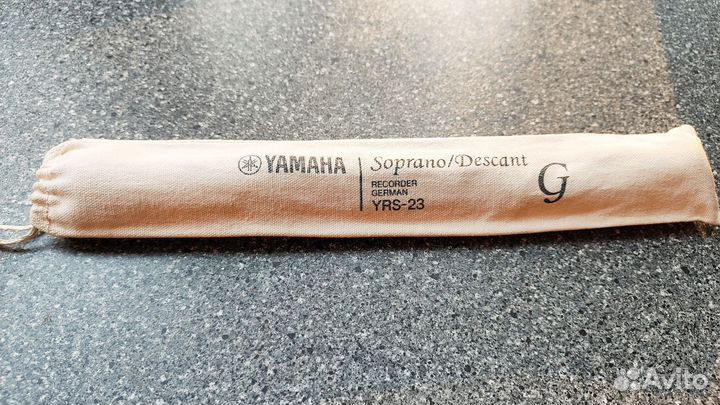 YAMAHA
Soprano/Descant
RECORDER
GERMAN
YRS-23
G
Avito